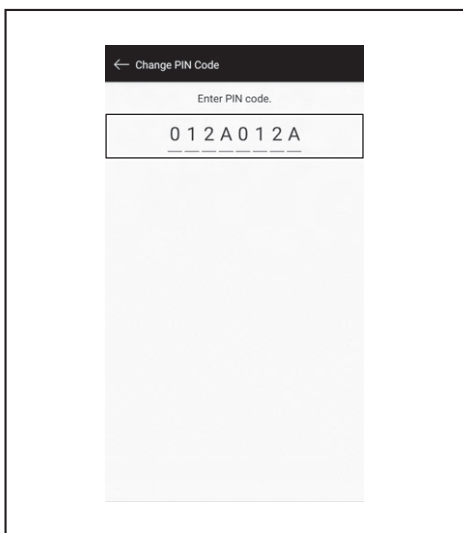 ← Change PIN Code
Enter PIN code.
012A012A